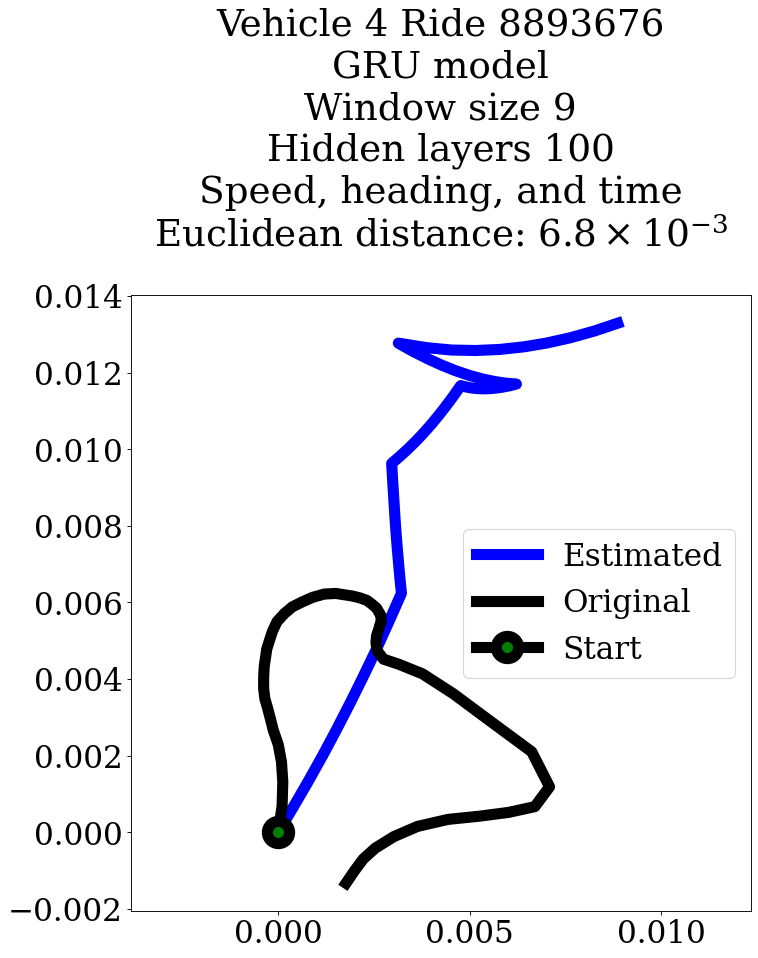 Vehicle 4 Ride 8893676
GRU model
Window size 9
Hidden layers 100
Speed, heading, and time
Euclidean distance: 6.8 × 10⁻³
0.014
0.012
0.010
0.008
0.006
0.004
0.002
0.000
−0.002
Estimated
Original
Start
0.000 0.005 0.010